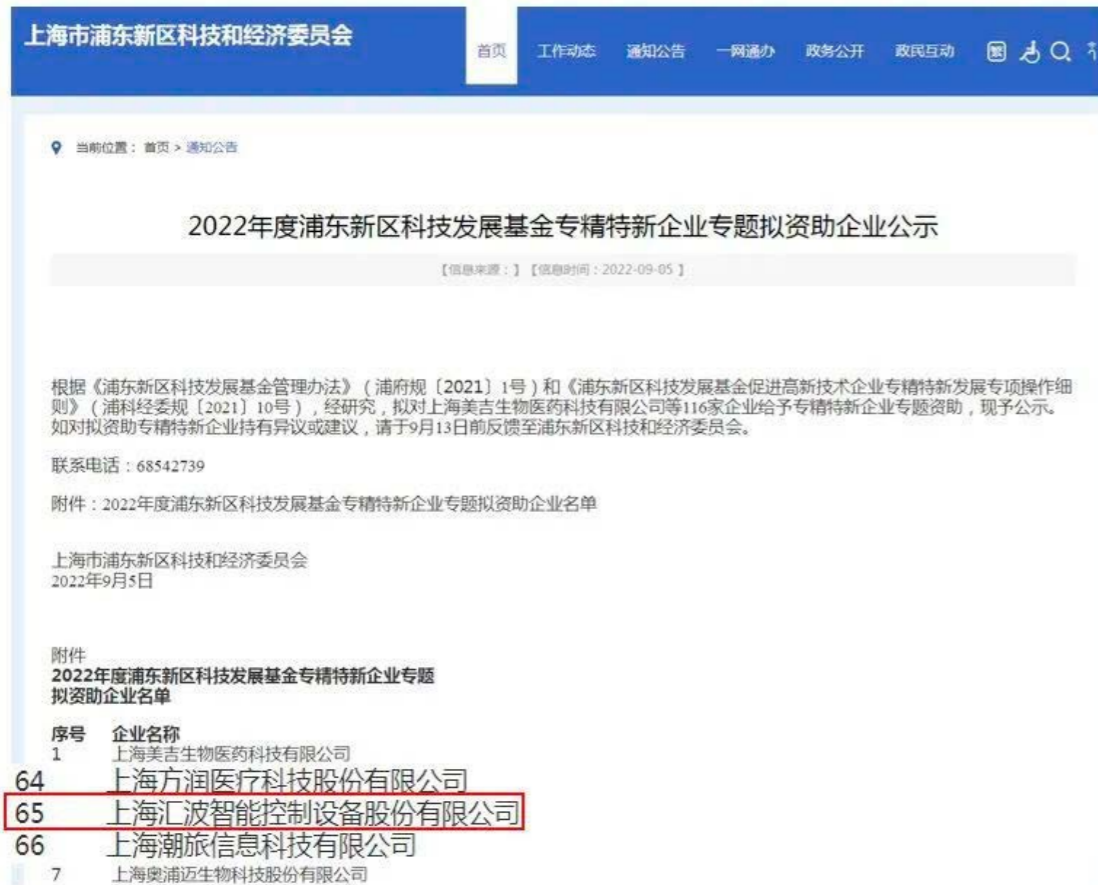 上海市浦东新区科技和经济委员会
首页 工作动态 通知公告 一网通办 政务公开 政民互动 繁
当前位置：首页 > 通知公告
2022年度浦东新区科技发展基金专精特新企业专题拟资助企业公示
【信息来源：】【信息时间：2022-09-05】
根据《浦东新区科技发展基金管理办法》（浦府规〔2021〕1号）和《浦东新区科技发展基金促进高新技术企业专精特新发展专项操作细
则》（浦科经委规〔2021〕10号），经研究，拟对上海美吉生物医药科技有限公司等116家企业给予专精特新企业专题资助，现予公示。
如对拟资助专精特新企业持有异议或建议，请于9月13日前反馈至浦东新区科技和经济委员会。
联系电话：68542739
附件：2022年度浦东新区科技发展基金专精特新企业专题拟资助企业名单
上海市浦东新区科技和经济委员会
2022年9月5日
附件
2022年度浦东新区科技发展基金专精特新企业专题
拟资助企业名单
序号 企业名称
1 上海美吉生物医药科技有限公司
64 上海方润医疗科技股份有限公司
65 上海汇波智能控制设备股份有限公司
66 上海潮旅信息科技有限公司
7 上海奥浦迈生物科技股份有限公司